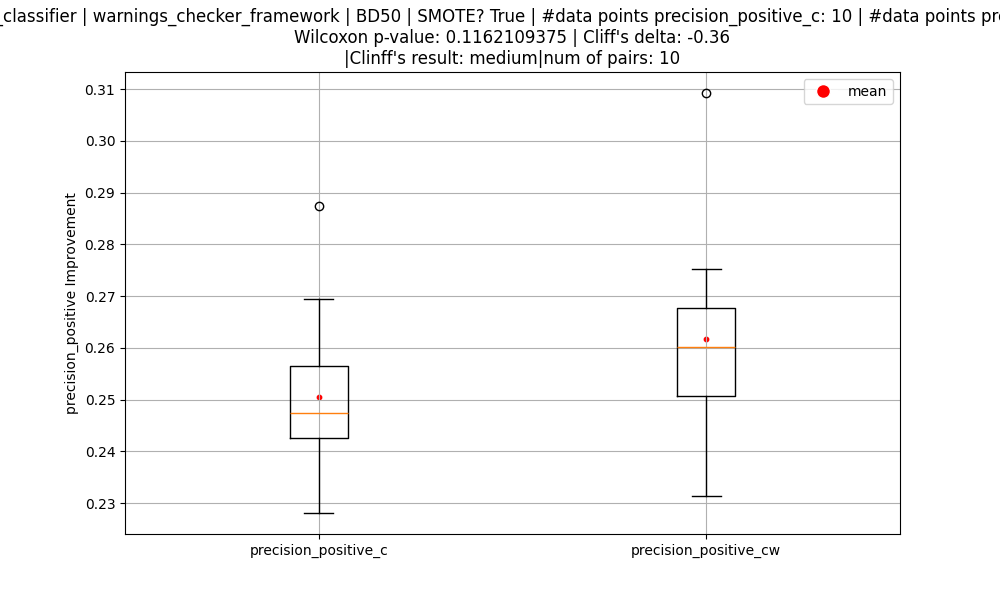 _classifier | warnings_checker_framework | BD50 | SMOTE? True | #data points precision_positive_c: 10 | #data points pre
Wilcoxon p-value: 0.1162109375 | Cliff's delta: -0.36
|Clinff's result: medium|num of pairs: 10
mean
0.31
0.30
0.29
0.28
0.27
0.26
0.25
0.24
0.23
precision_positive Improvement
precision_positive_c
precision_positive_cw